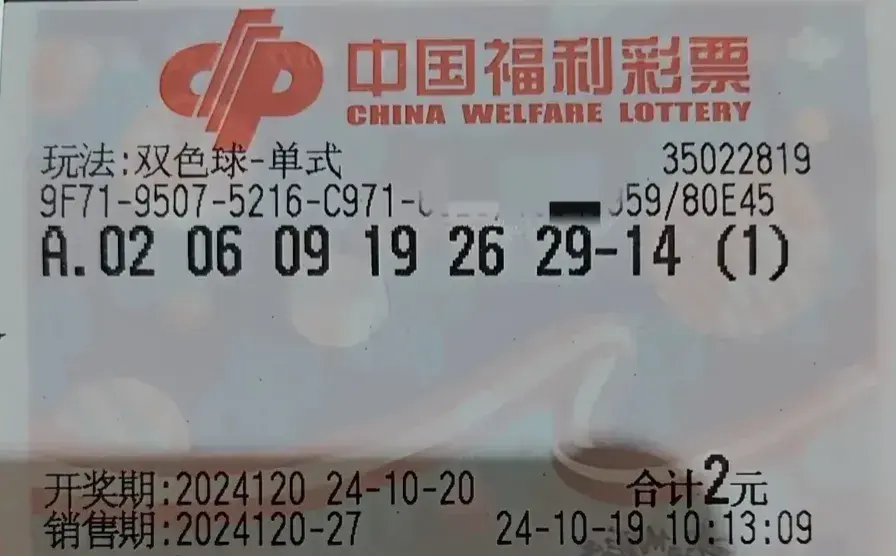 中国福利彩票
CHINA WELFARE LOTTERY
玩法:双色球-单式 35022819
9F71-9507-5216-C971- 59/80E45
A.02 06 09 19 26 29-14 (1)
开奖期:2024120 24-10-20 合计2元
销售期:2024120-27 24-10-19 10:13:09